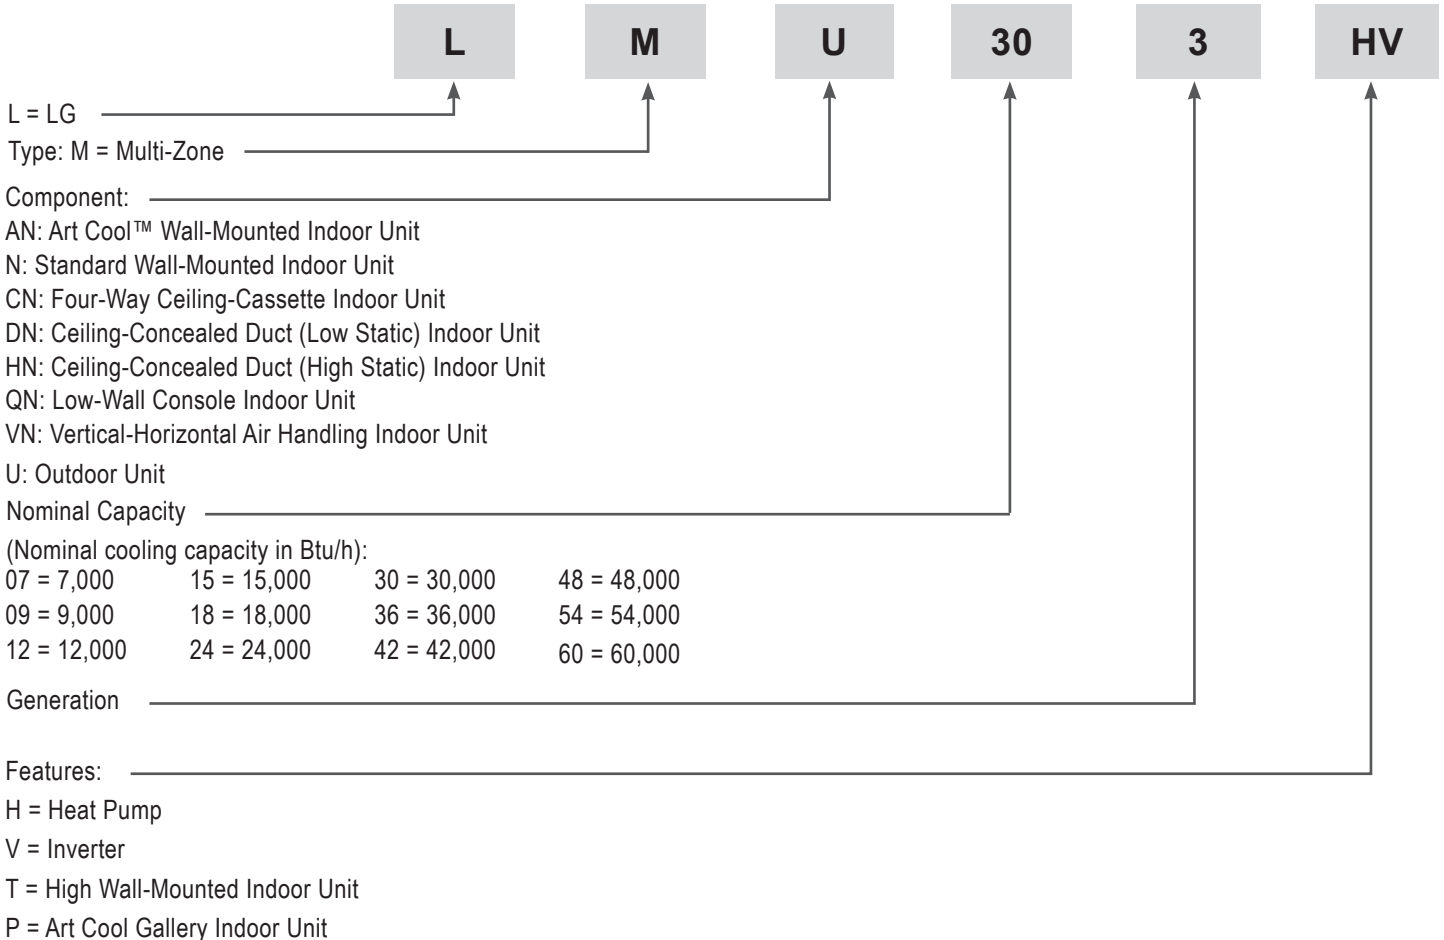 L M U 30 3 HV
L = LG
Type: M = Multi-Zone
Component:
AN: Art Cool™ Wall-Mounted Indoor Unit
N: Standard Wall-Mounted Indoor Unit
CN: Four-Way Ceiling-Cassette Indoor Unit
DN: Ceiling-Concealed Duct (Low Static) Indoor Unit
HN: Ceiling-Concealed Duct (High Static) Indoor Unit
QN: Low-Wall Console Indoor Unit
VN: Vertical-Horizontal Air Handling Indoor Unit
U: Outdoor Unit
Nominal Capacity
(Nominal cooling capacity in Btu/h):
07 = 7,000 15 = 15,000 30 = 30,000 48 = 48,000
09 = 9,000 18 = 18,000 36 = 36,000 54 = 54,000
12 = 12,000 24 = 24,000 42 = 42,000 60 = 60,000
Generation
Features:
H = Heat Pump
V = Inverter
T = High Wall-Mounted Indoor Unit
P = Art Cool Gallery Indoor Unit